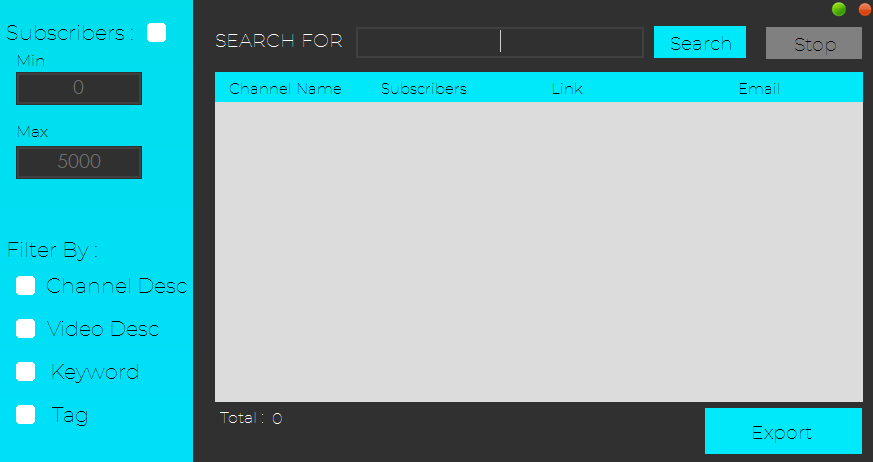 Subscribers :
Min
0
Max
5000
Filter By :
Channel Desc
Video Desc
Keyword
Tag
SEARCH FOR
Search
Stop
Channel Name Subscribers Link Email
Total : 0
Export